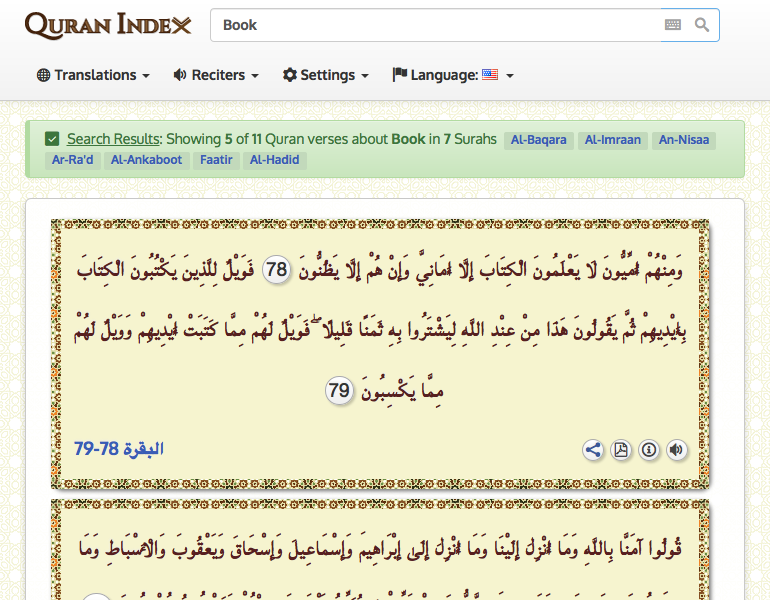 QURAN INDEX
Book
Translations
Reciters
Settings
Language:
Search Results: Showing 5 of 11 Quran verses about Book in 7 Surahs Al-Baqara Al-Imraan An-Nisaa
Ar-Ra'd Al-Ankaboot Faatir Al-Hadid
وَمِنْهُمْ أُمِّيُّونَ لَا يَعْلَمُونَ الْكِتَابَ إِلَّا أَمَانِيَّ وَإِنْ هُمْ إِلَّا يَظُنُّونَ 78 فَوَيْلٌ لِلَّذِينَ يَكْتُبُونَ الْكِتَابَ
بِأَيْدِيهِمْ ثُمَّ يَقُولُونَ هَذَا مِنْ عِنْدِ اللَّهِ لِيَشْتَرُوا بِهِ ثَمَنًا قَلِيلًا ۖ فَوَيْلٌ لَهُمْ مِمَّا كَتَبَتْ أَيْدِيهِمْ وَوَيْلٌ لَهُمْ
مِمَّا يَكْسِبُونَ 79
البقرة 78-79
قُولُوا آمَنَّا بِاللَّهِ وَمَا أُنْزِلَ إِلَيْنَا وَمَا أُنْزِلَ إِلَىٰ إِبْرَاهِيمَ وَإِسْمَاعِيلَ وَإِسْحَاقَ وَيَعْقُوبَ وَالْأَسْبَاطِ وَمَا